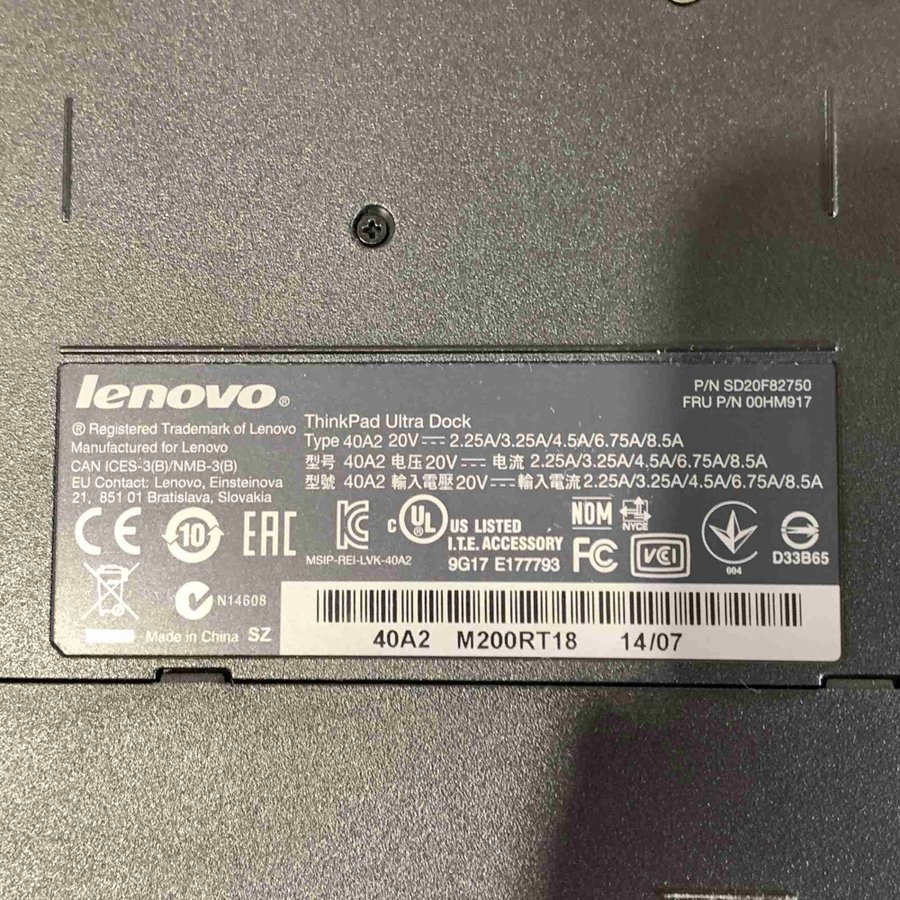 lenovo®
P/N SD20F82750
FRU P/N 00HM917
® Registered Trademark of Lenovo
Manufactured for Lenovo
CAN ICES-3(B)/NMB-3(B)
EU Contact: Lenovo, Einsteinova
21, 851 01 Bratislava, Slovakia
ThinkPad Ultra Dock
Type 40A2 20V⎓ 2.25A/3.25A/4.5A/6.75A/8.5A
型号 40A2 电压20V⎓ 电流 2.25A/3.25A/4.5A/6.75A/8.5A
型號 40A2 輸入電壓20V⎓輸入電流2.25A/3.25A/4.5A/6.75A/8.5A
CE 10 EAC
KC
MSIP-REI-LVK-40A2
c UL US LISTED
I.T.E. ACCESSORY
9G17 E177793
NOM NYCE
FC VCI
004
D33B65
N14608
Made in China SZ
40A2 M200RT18 14/07